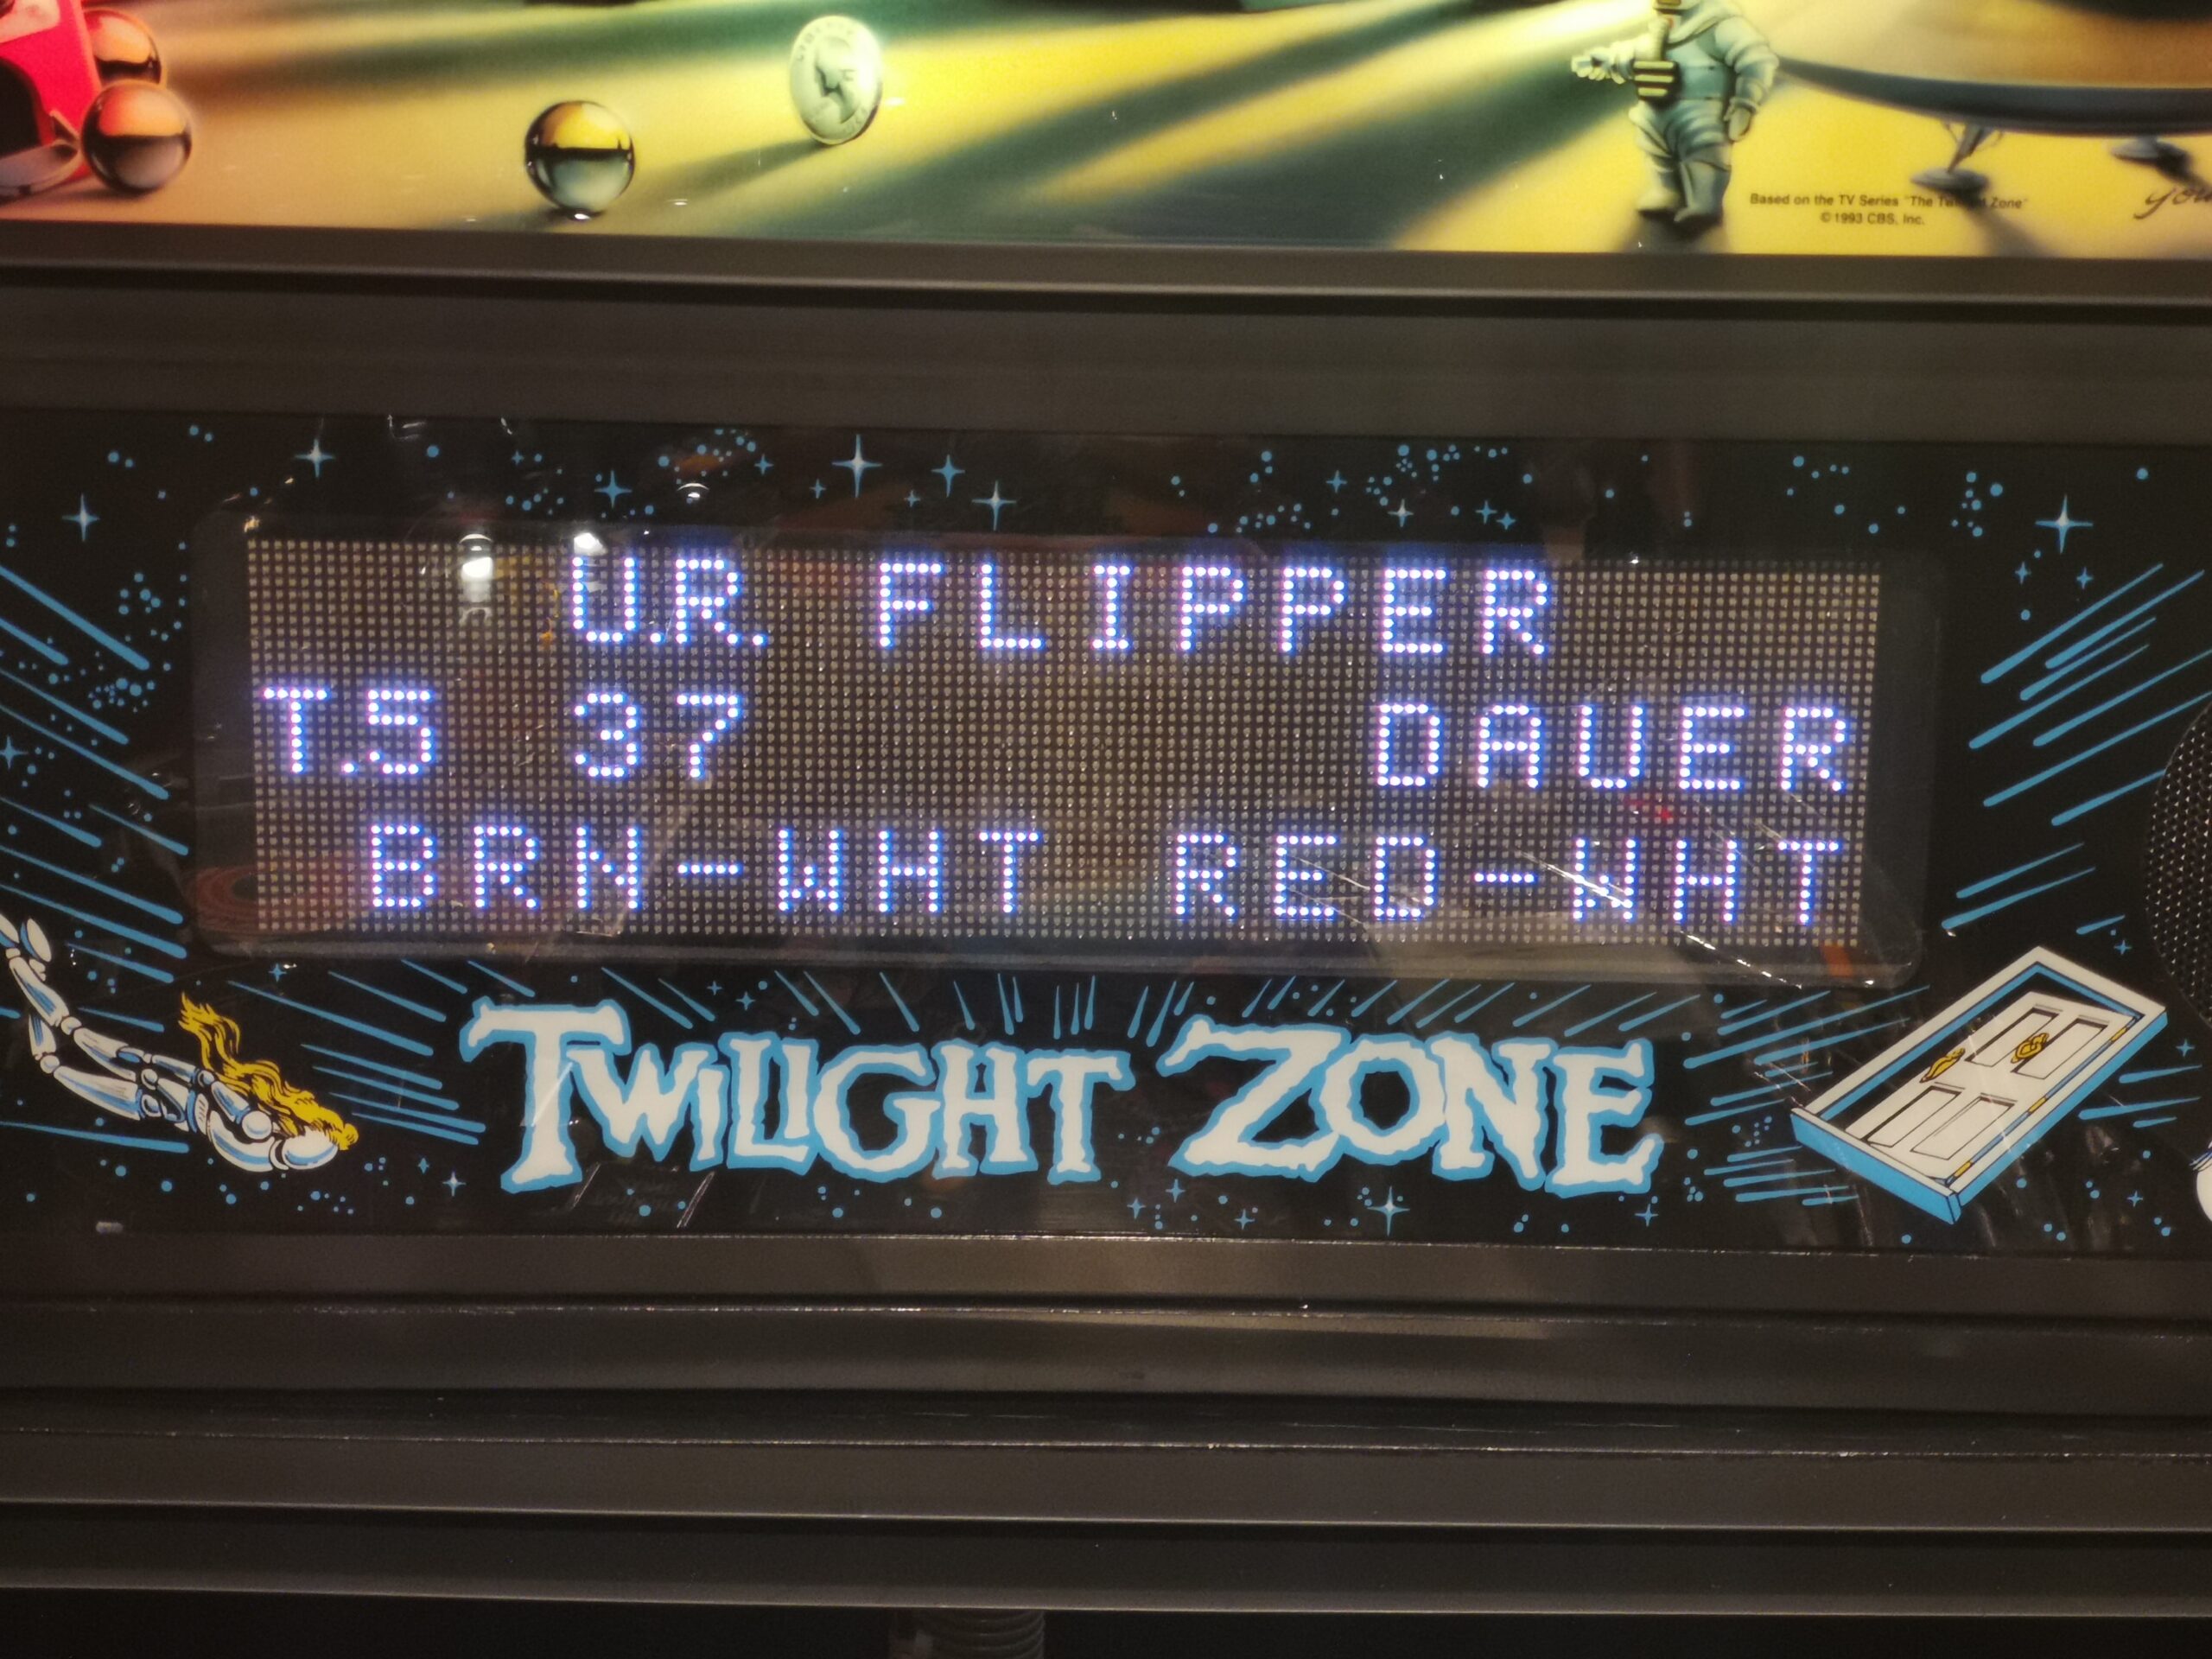 Based on the TV Series "The Twilight Zone"
©1993 CBS, Inc.
U.R. FLIPPER
T.5 37 DAUER
BRN-WHT RED-WHT
TWILIGHT ZONE